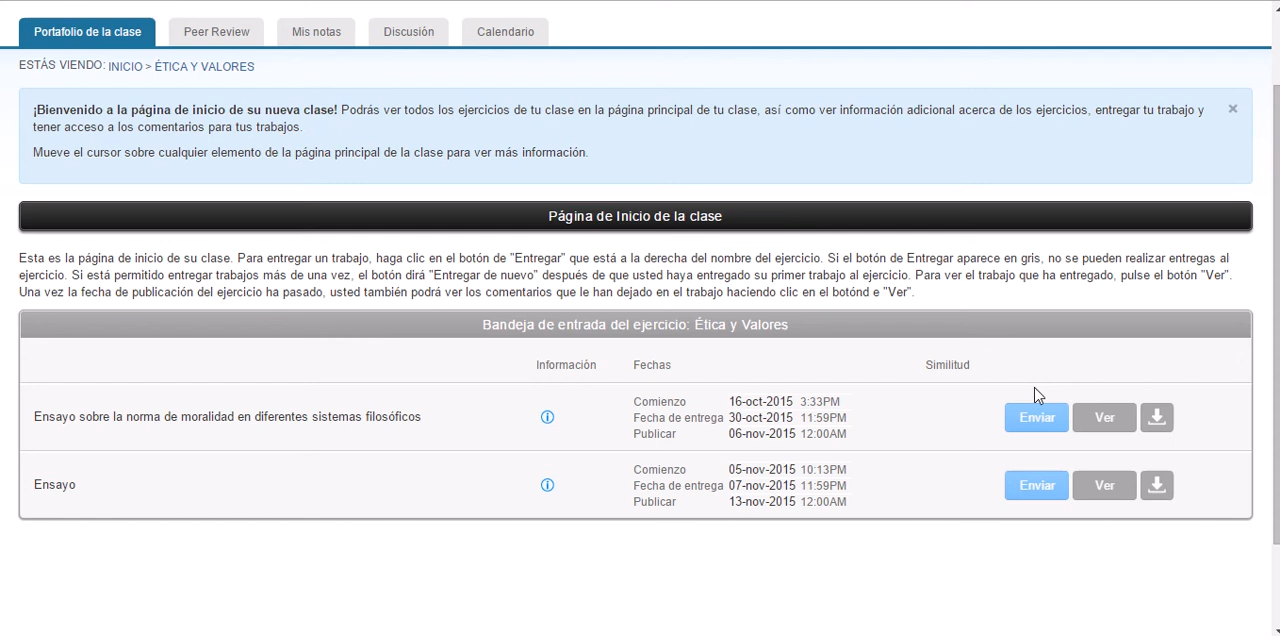 Portafolio de la clase Peer Review Mis notas Discusión Calendario
ESTÁS VIENDO: INICIO > ÉTICA Y VALORES
¡Bienvenido a la página de inicio de su nueva clase! Podrás ver todos los ejercicios de tu clase en la página principal de tu clase, así como ver información adicional acerca de los ejercicios, entregar tu trabajo y
tener acceso a los comentarios para tus trabajos.
Mueve el cursor sobre cualquier elemento de la página principal de la clase para ver más información.
Página de Inicio de la clase
Esta es la página de inicio de su clase. Para entregar un trabajo, haga clic en el botón de "Entregar" que está a la derecha del nombre del ejercicio. Si el botón de Entregar aparece en gris, no se pueden realizar entregas al
ejercicio. Si está permitido entregar trabajos más de una vez, el botón dirá "Entregar de nuevo" después de que usted haya entregado su primer trabajo al ejercicio. Para ver el trabajo que ha entregado, pulse el botón "Ver".
Una vez la fecha de publicación del ejercicio ha pasado, usted también podrá ver los comentarios que le han dejado en el trabajo haciendo clic en el botónd e "Ver".
Bandeja de entrada del ejercicio: Ética y Valores
Información Fechas Similitud
Comienzo 16-oct-2015 3:33PM
Ensayo sobre la norma de moralidad en diferentes sistemas filosóficos Fecha de entrega 30-oct-2015 11:59PM Enviar Ver
Publicar 06-nov-2015 12:00AM
Comienzo 05-nov-2015 10:13PM
Ensayo Fecha de entrega 07-nov-2015 11:59PM Enviar Ver
Publicar 13-nov-2015 12:00AM